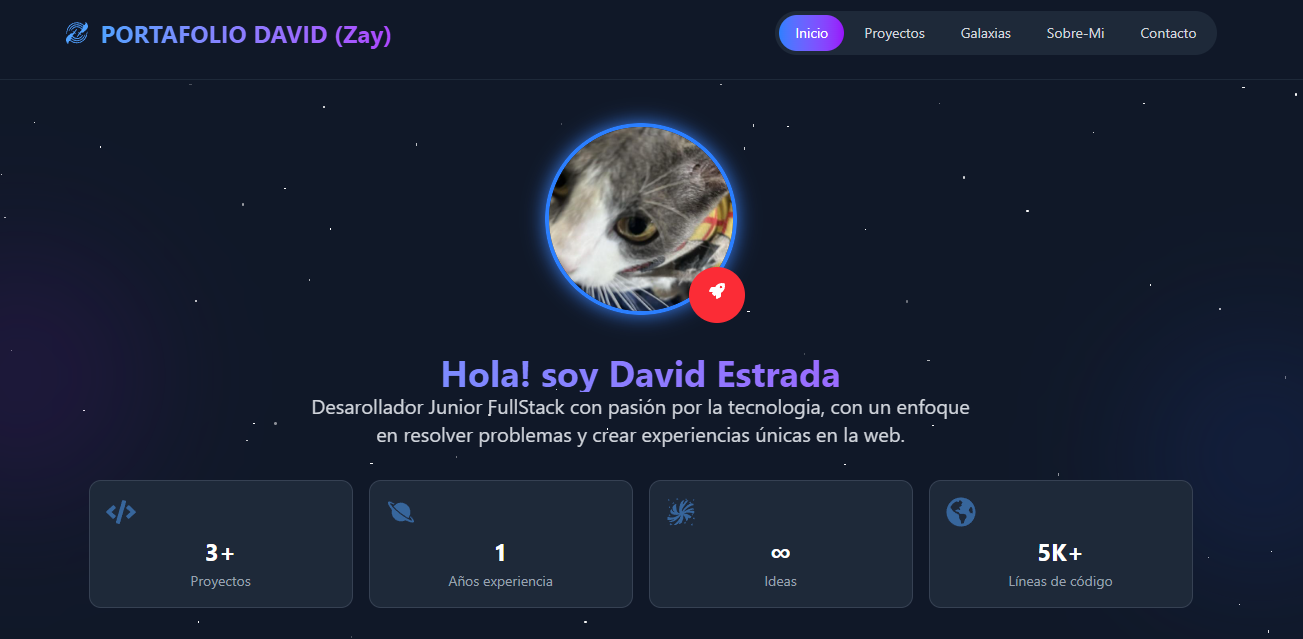 PORTAFOLIO DAVID (Zay)
Inicio
Proyectos
Galaxias
Sobre-Mi
Contacto
Hola! soy David Estrada
Desarollador Junior FullStack con pasión por la tecnologia, con un enfoque
en resolver problemas y crear experiencias únicas en la web.
3+
Proyectos
1
Años experiencia
∞
Ideas
5K+
Líneas de código